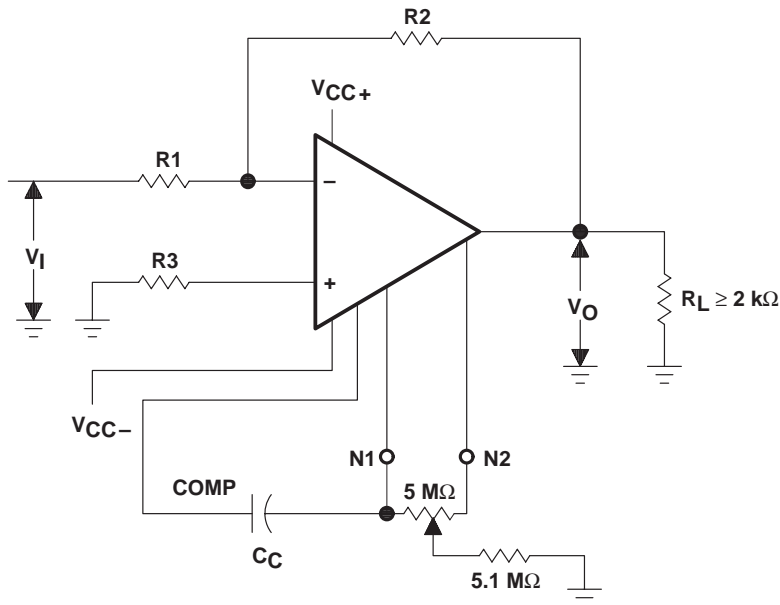 R2
VCC+
R1
−
VI
R3
+
VO
RL ≥ 2 kΩ
VCC−
N1
N2
COMP
5 MΩ
CC
5.1 MΩ